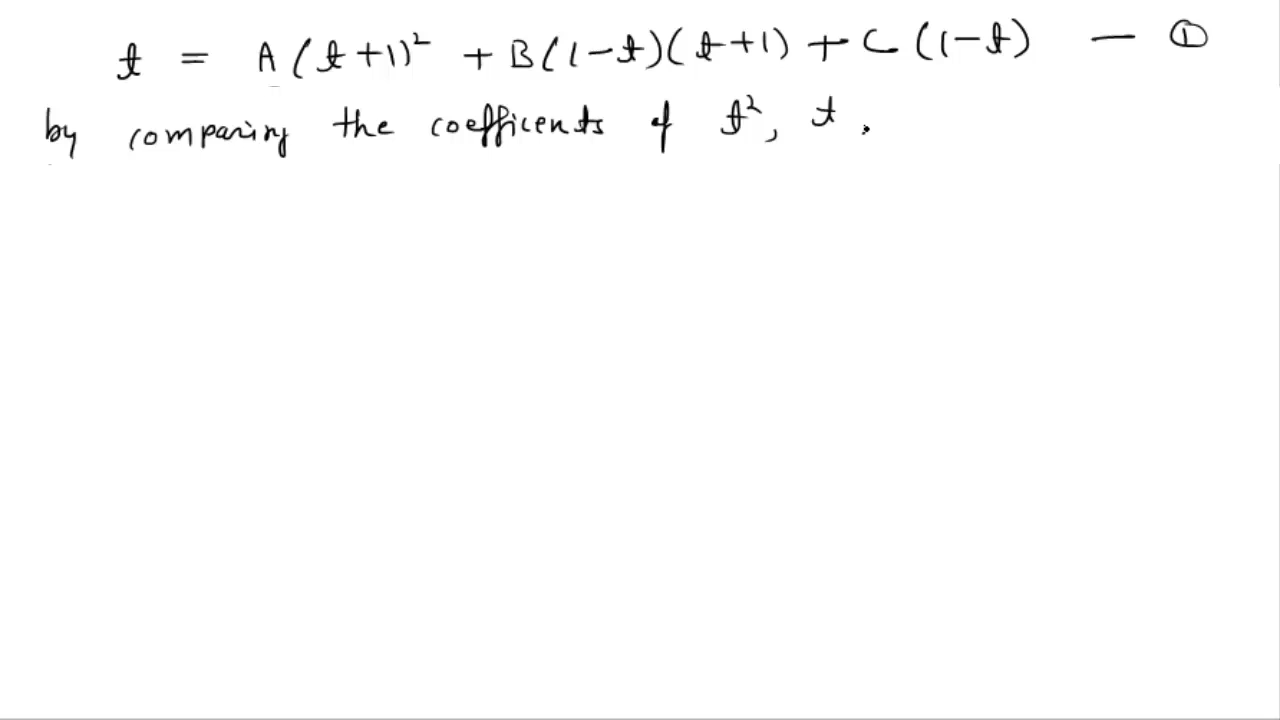 t = A(t+1)² + B(1-t)(t+1) + C(1-t) — ①
by comparing the coefficents of t², t .